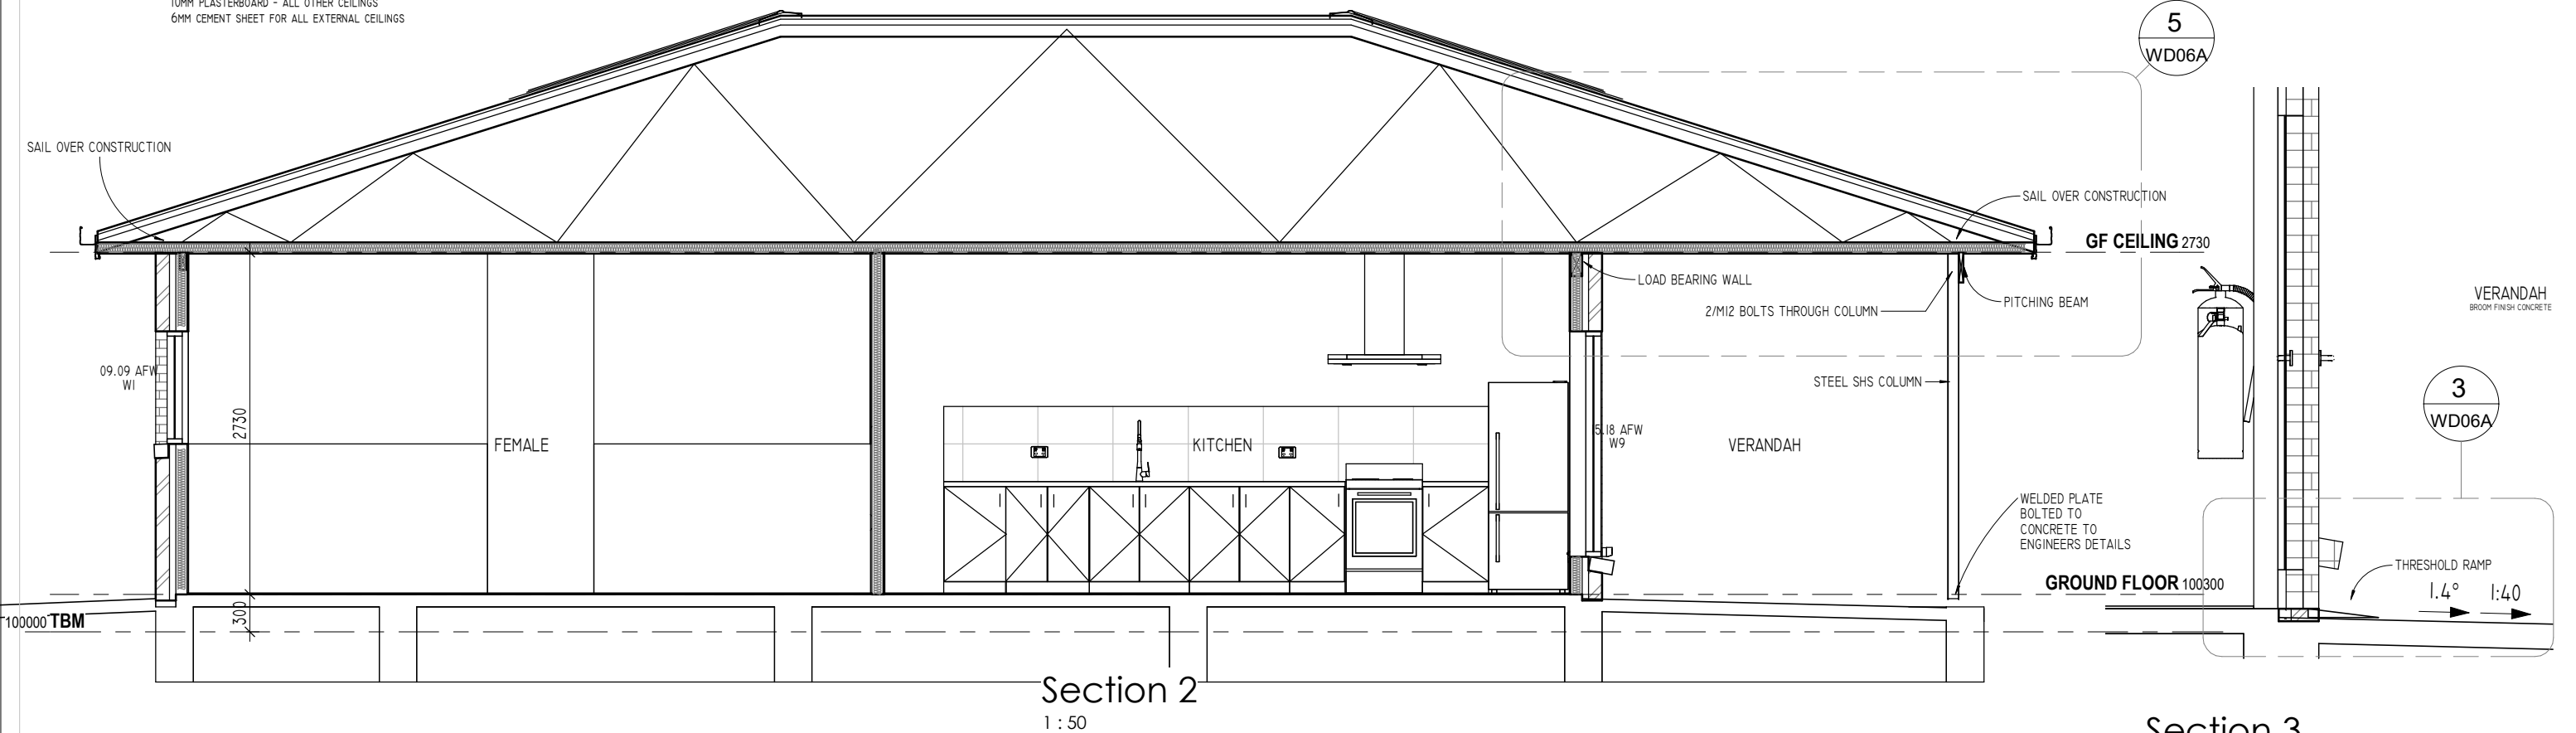 10MM PLASTERBOARD - ALL OTHER CEILINGS
6MM CEMENT SHEET FOR ALL EXTERNAL CEILINGS
5
WD06A
SAIL OVER CONSTRUCTION
SAIL OVER CONSTRUCTION
GF CEILING 2730
LOAD BEARING WALL
2/M12 BOLTS THROUGH COLUMN
PITCHING BEAM
VERANDAH
BROOM FINISH CONCRETE
09.09 AFW
W1
STEEL SHS COLUMN
3
WD06A
2730
FEMALE
KITCHEN
5.18 AFW
W9
VERANDAH
WELDED PLATE
BOLTED TO
CONCRETE TO
ENGINEERS DETAILS
THRESHOLD RAMP
GROUND FLOOR 100300
1.4° 1:40
300
100000 TBM
Section 2
1 : 50
Section 3